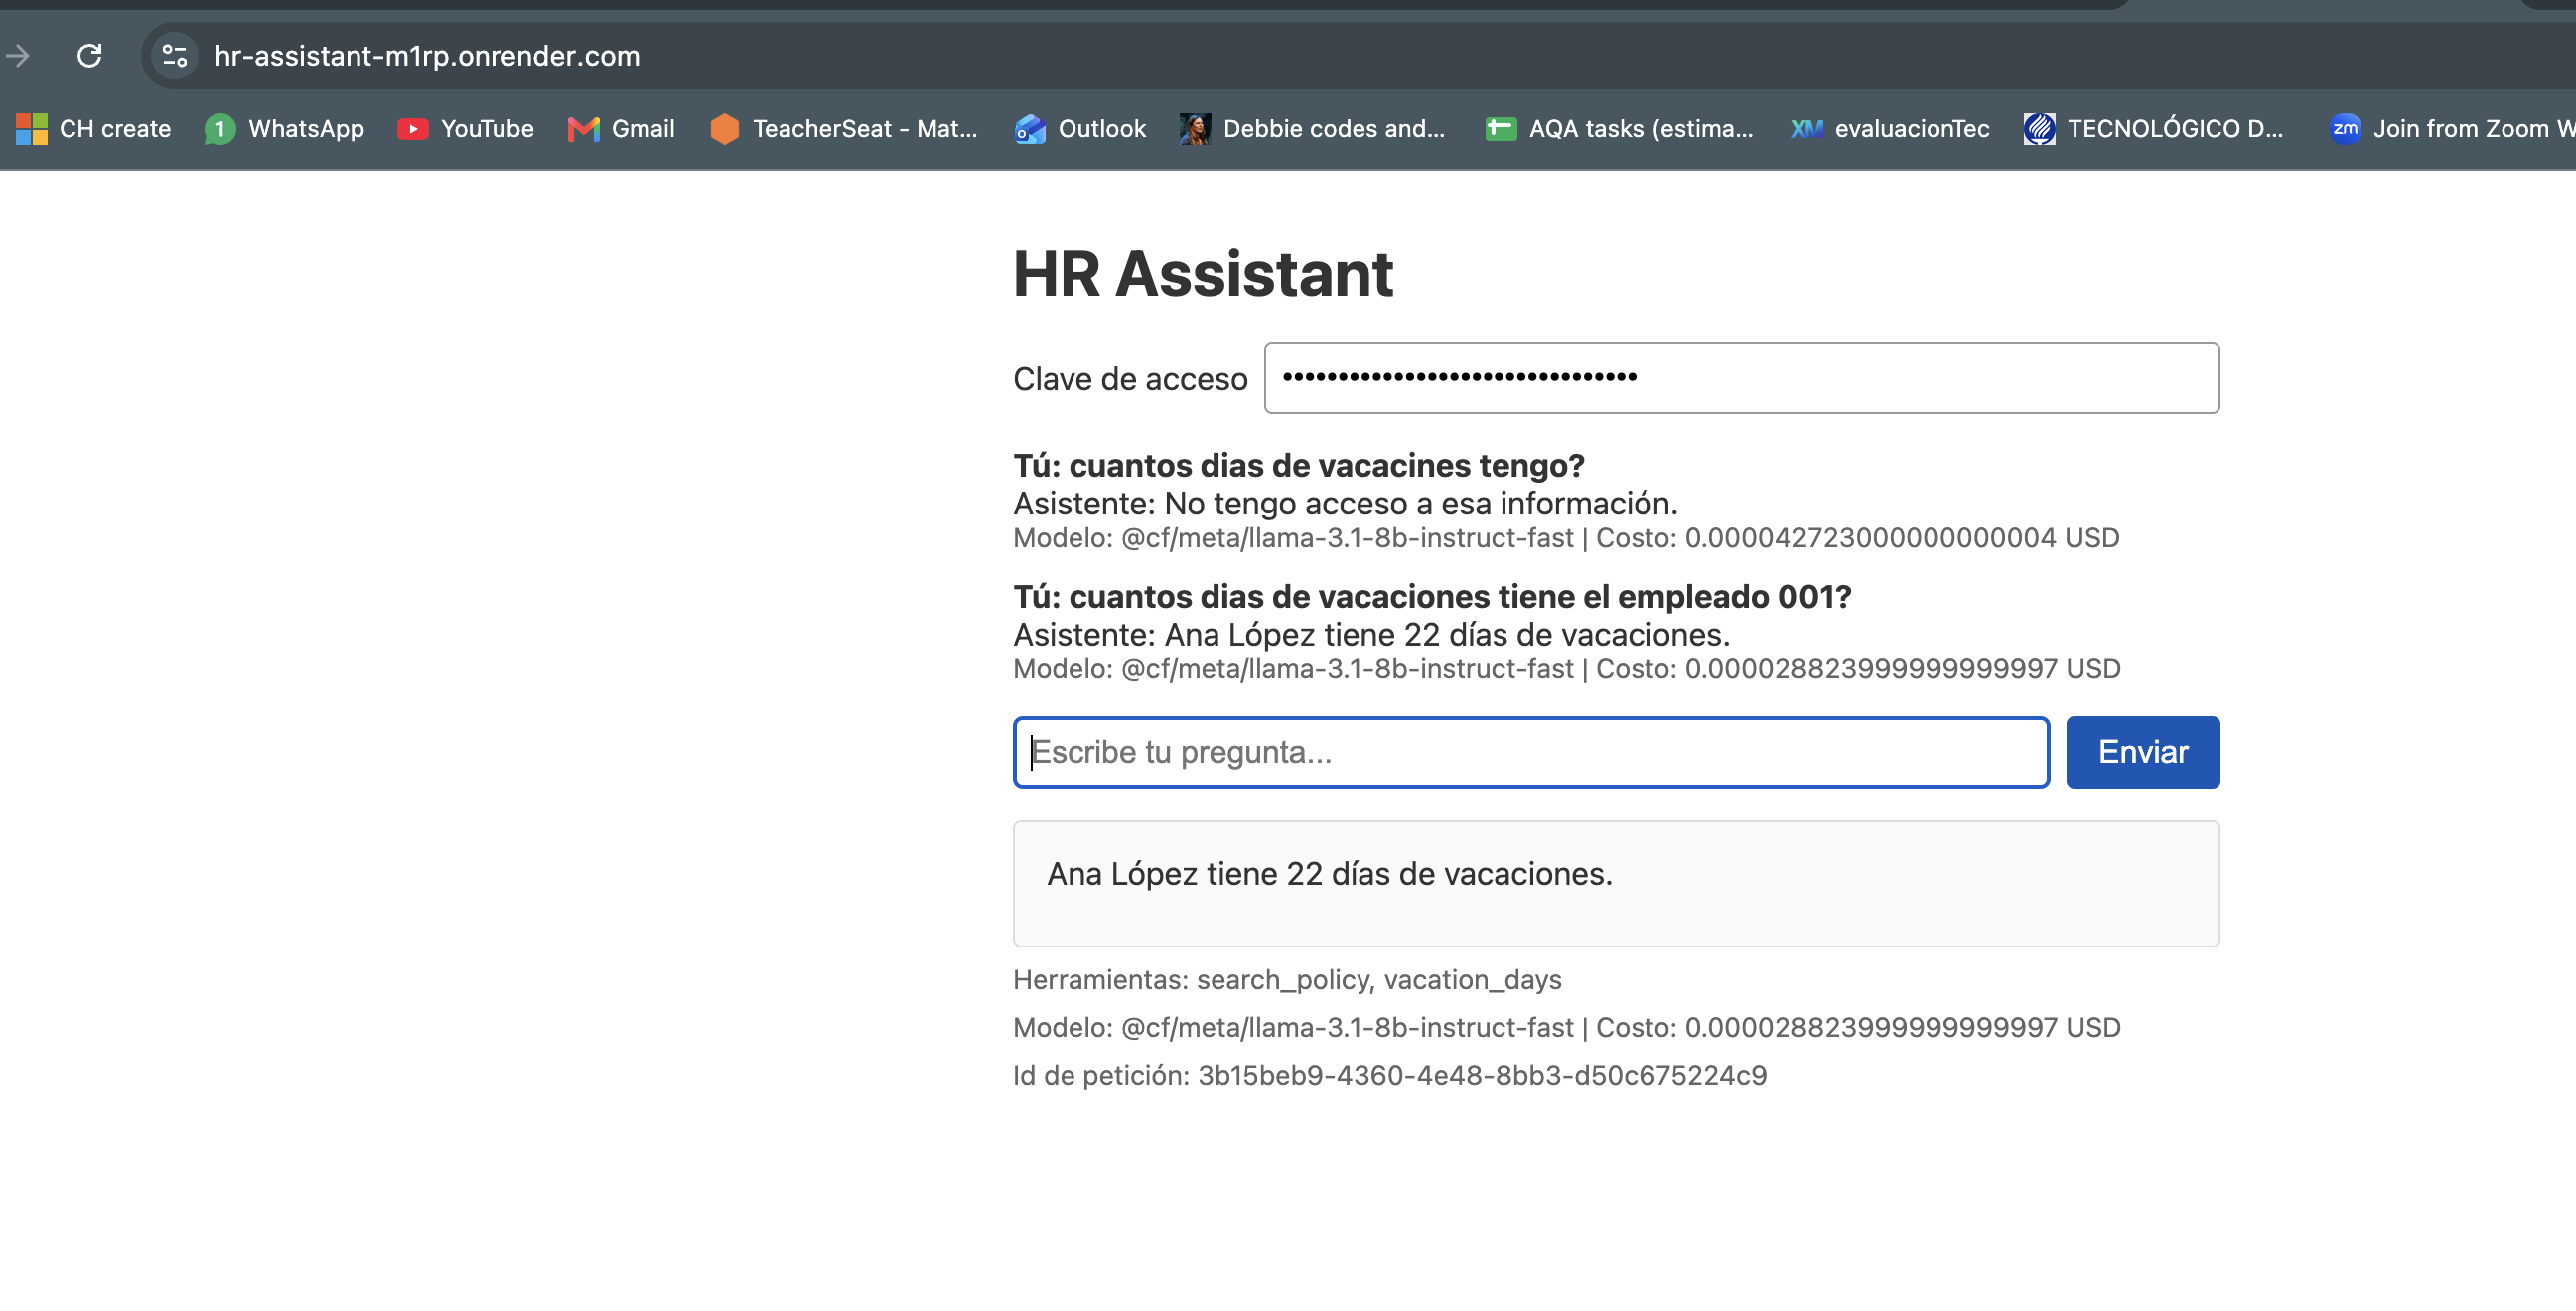 hr-assistant-m1rp.onrender.com
CH create 1 WhatsApp YouTube Gmail TeacherSeat - Mat... Outlook Debbie codes and... AQA tasks (estima... XM evaluacionTec TECNOLÓGICO D... zm Join from Zoom W
HR Assistant
Clave de acceso
Tú: cuantos dias de vacacines tengo?
Asistente: No tengo acceso a esa información.
Modelo: @cf/meta/llama-3.1-8b-instruct-fast | Costo: 0.000042723000000000004 USD
Tú: cuantos dias de vacaciones tiene el empleado 001?
Asistente: Ana López tiene 22 días de vacaciones.
Modelo: @cf/meta/llama-3.1-8b-instruct-fast | Costo: 0.000028823999999999997 USD
Escribe tu pregunta... Enviar
Ana López tiene 22 días de vacaciones.
Herramientas: search_policy, vacation_days
Modelo: @cf/meta/llama-3.1-8b-instruct-fast | Costo: 0.000028823999999999997 USD
Id de petición: 3b15beb9-4360-4e48-8bb3-d50c675224c9